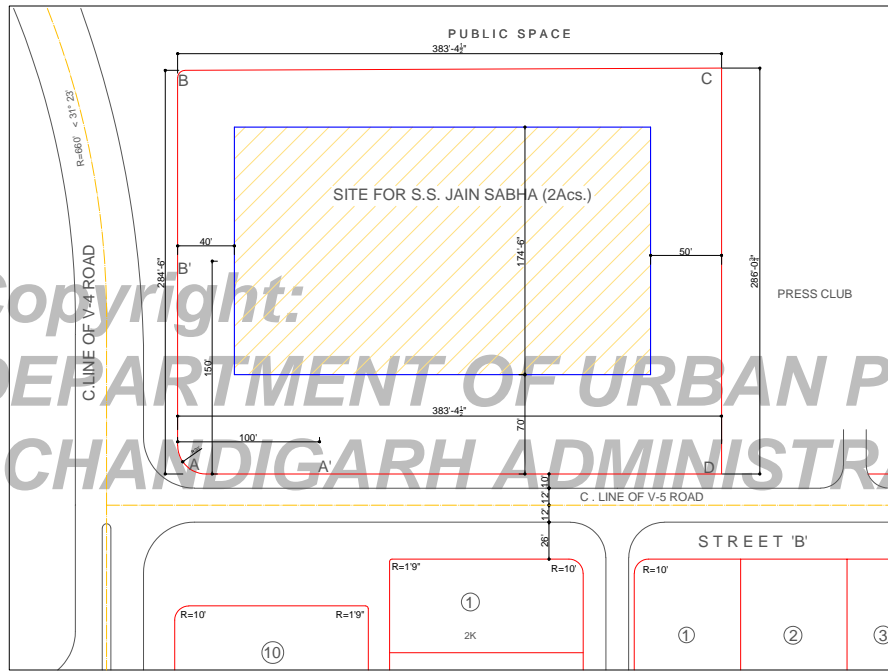 PUBLIC SPACE
383'-4½"
B
C
R=660' < 31° 23'
SITE FOR S.S. JAIN SABHA (2Acs.)
40'
174'-6"
50'
284'-6"
286'-0¾"
B'
C.LINE OF V-4 ROAD
PRESS CLUB
Copyright:
DEPARTMENT OF URBAN P
150'
383'-4½"
70'
100'
A
A'
D
CHANDIGARH ADMINISTRA
10'
12'
C . LINE OF V-5 ROAD
12'
26'
STREET 'B'
R=1'9"
R=10'
R=10'
1
2K
1
2
3
R=10'
R=1'9"
10